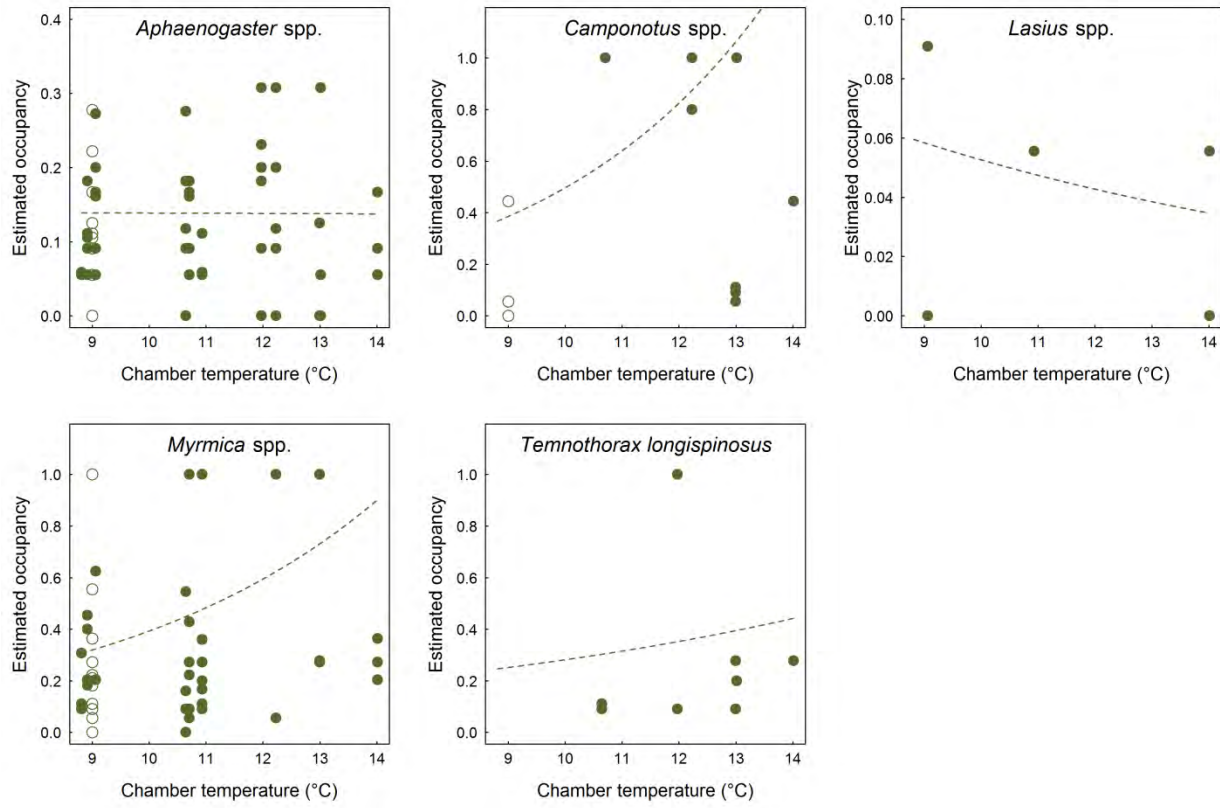 Aphaenogaster spp.
Estimated occupancy
0.4
0.3
0.2
0.1
0.0
9 10 11 12 13 14
Chamber temperature (°C)
Camponotus spp.
Estimated occupancy
1.0
0.8
0.6
0.4
0.2
0.0
9 10 11 12 13 14
Chamber temperature (°C)
Lasius spp.
Estimated occupancy
0.10
0.08
0.06
0.04
0.02
0.00
9 10 11 12 13 14
Chamber temperature (°C)
Myrmica spp.
Estimated occupancy
1.0
0.8
0.6
0.4
0.2
0.0
9 10 11 12 13 14
Chamber temperature (°C)
Temnothorax longispinosus
Estimated occupancy
1.0
0.8
0.6
0.4
0.2
0.0
9 10 11 12 13 14
Chamber temperature (°C)